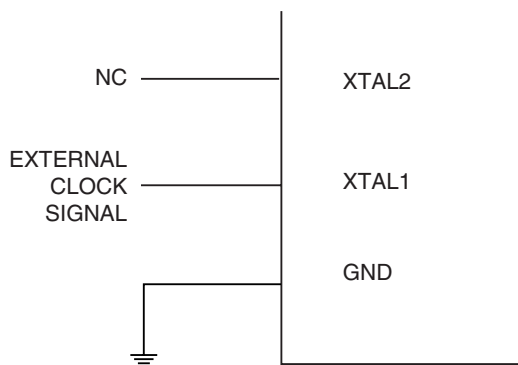 NC
XTAL2
EXTERNAL
CLOCK
SIGNAL
XTAL1
GND